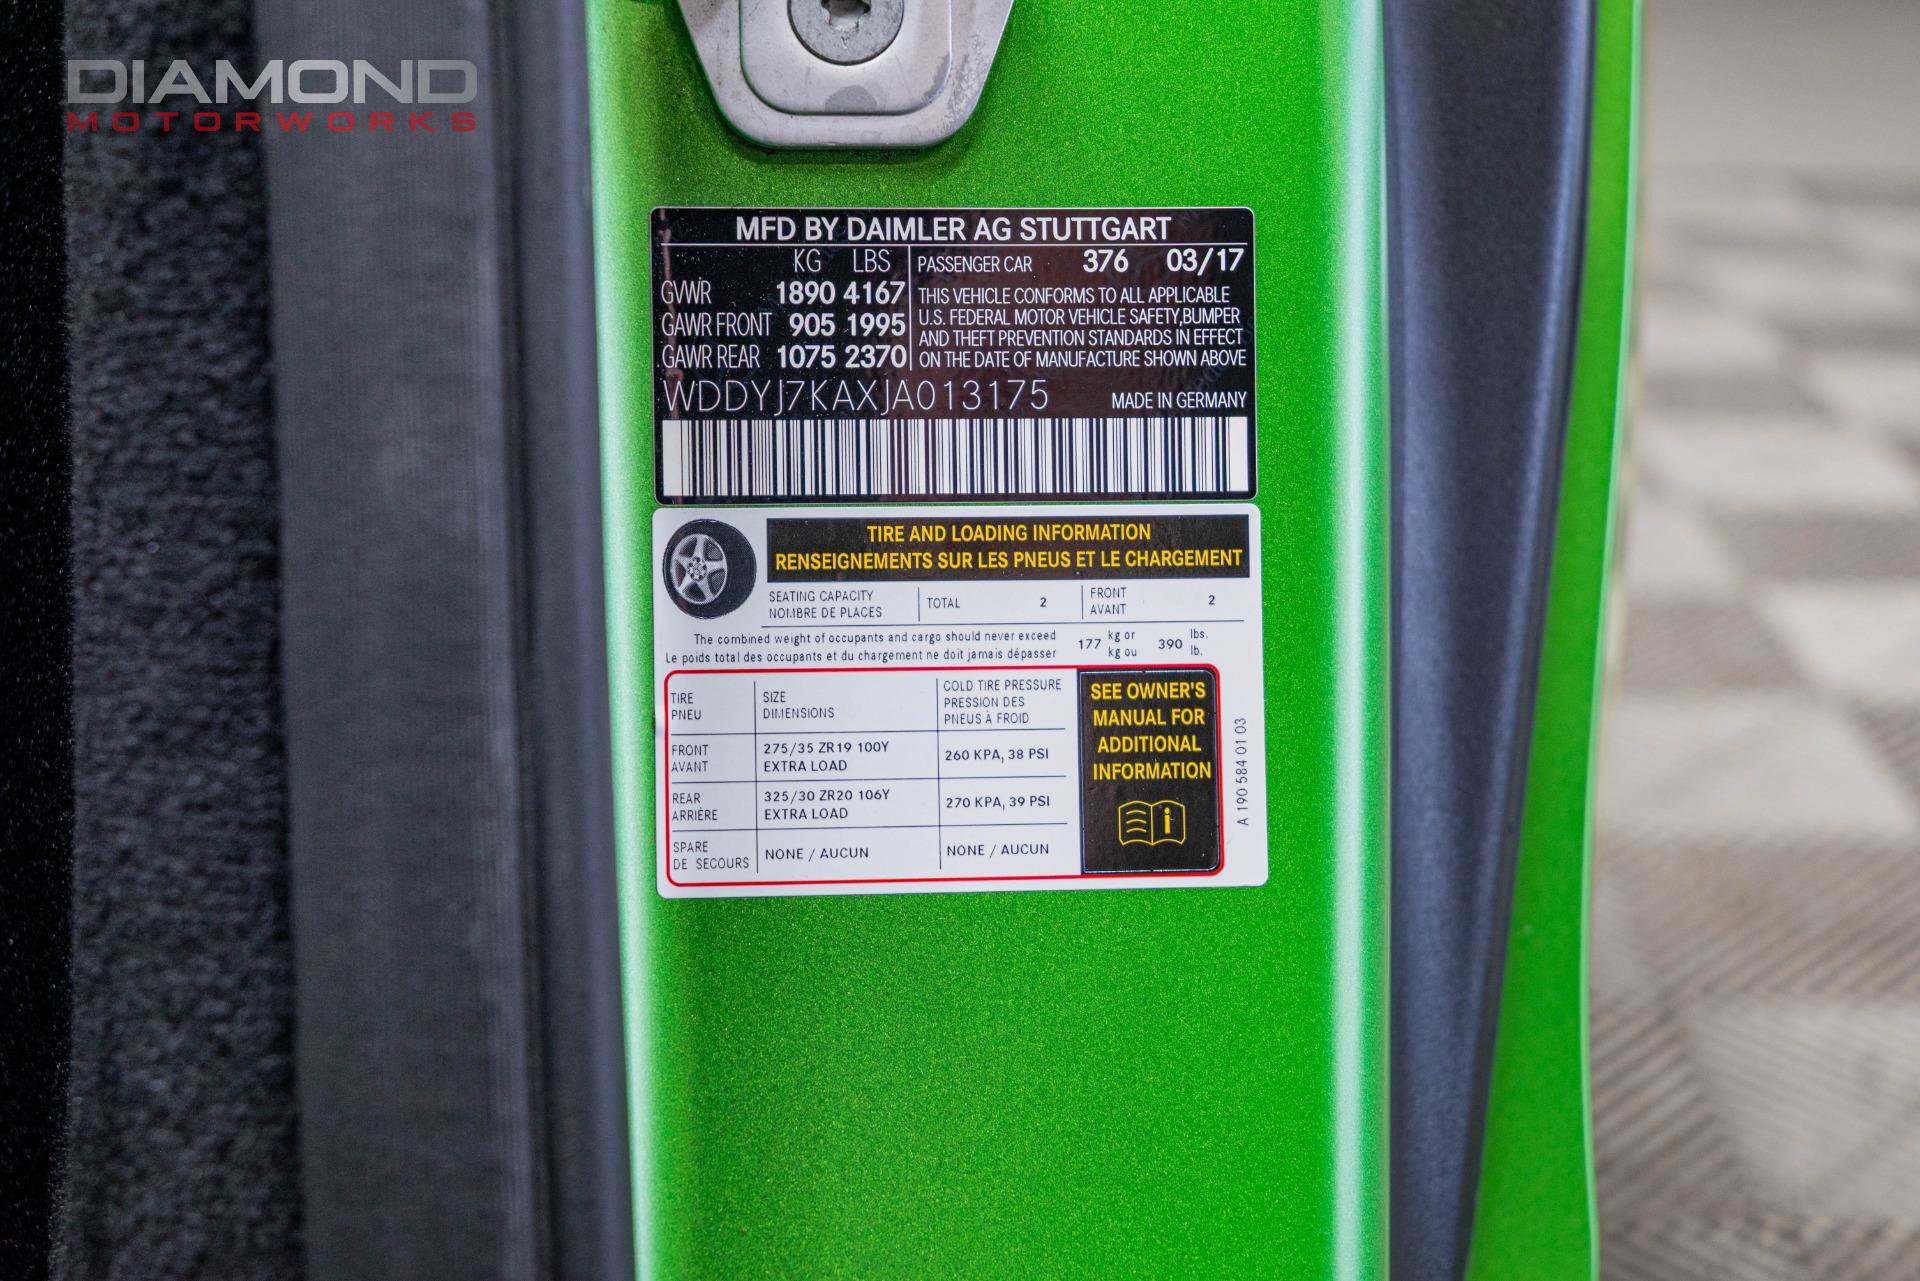 DIAMOND
MOTORWORKS
MFD BY DAIMLER AG STUTTGART
KG LBS
GVWR 1890 4167
GAWR FRONT 905 1995
GAWR REAR 1075 2370
PASSENGER CAR 376 03/17
THIS VEHICLE CONFORMS TO ALL APPLICABLE
U.S. FEDERAL MOTOR VEHICLE SAFETY,BUMPER
AND THEFT PREVENTION STANDARDS IN EFFECT
ON THE DATE OF MANUFACTURE SHOWN ABOVE
WDDYJ7KAXJA013175 MADE IN GERMANY
TIRE AND LOADING INFORMATION
RENSEIGNEMENTS SUR LES PNEUS ET LE CHARGEMENT
SEATING CAPACITY
NOMBRE DE PLACES
TOTAL 2
FRONT
AVANT
2
The combined weight of occupants and cargo should never exceed
Le poids total des occupants et du chargement ne doit jamais dépasser
177 kg or 390 lbs.
kg ou lb.
TIRE
PNEU
SIZE
DIMENSIONS
COLD TIRE PRESSURE
PRESSION DES
PNEUS À FROID
FRONT
AVANT
275/35 ZR19 100Y
EXTRA LOAD
260 KPA, 38 PSI
REAR
ARRIÈRE
325/30 ZR20 106Y
EXTRA LOAD
270 KPA, 39 PSI
SPARE
DE SECOURS
NONE / AUCUN
NONE / AUCUN
SEE OWNER'S
MANUAL FOR
ADDITIONAL
INFORMATION
i
A 190 584 01 03